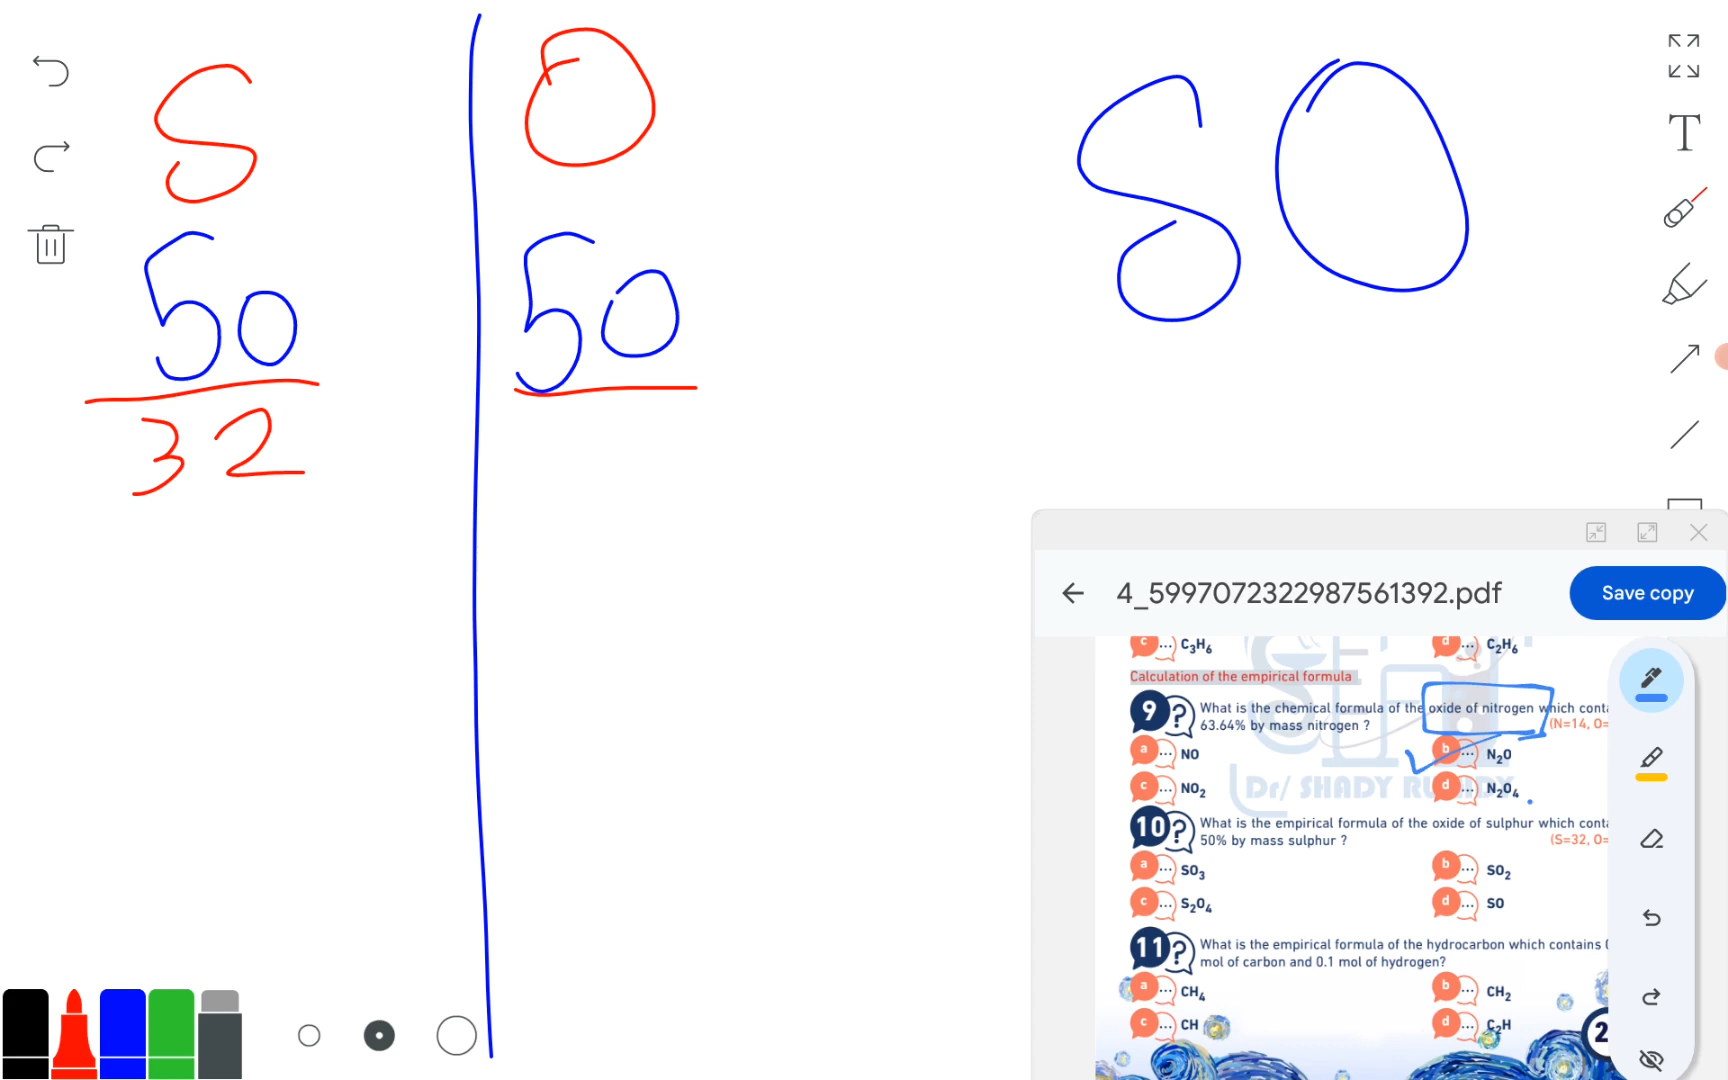 S O SO
50 50
32
T
4_5997072322987561392.pdf Save copy
c ... C₃H₆ d ... C₂H₆
Calculation of the empirical formula
9 ? What is the chemical formula of the oxide of nitrogen which conta
63.64% by mass nitrogen ? (N=14, O=
a ... NO b ... N₂O
c ... NO₂ d ... N₂O₄
Dr/ SHADY
10 ? What is the empirical formula of the oxide of sulphur which conta
50% by mass sulphur ? (S=32, O=
a ... SO₃ b ... SO₂
c ... S₂O₄ d ... SO
11 ? What is the empirical formula of the hydrocarbon which contains
mol of carbon and 0.1 mol of hydrogen?
a ... CH₄ b ... CH₂
c ... CH d ... C₂H
2